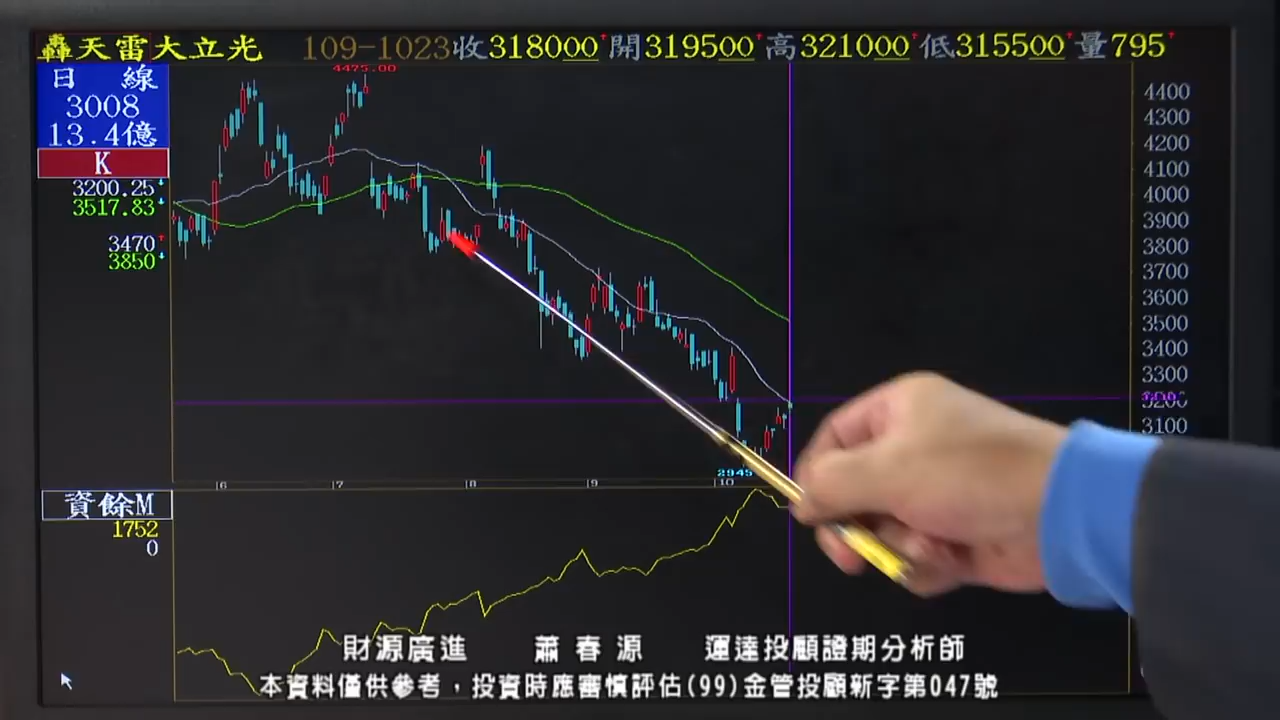 轟天雷大立光 109-1023收318000 開319500 高321000 低315500 量795
日 線
3008
13.4億
K
3200.25
3517.83
3470
3850
4475.00
4400
4300
4200
4100
4000
3900
3800
3700
3600
3500
3400
3300
3200
3100
2945
6 7 8 9 10
資餘M
1752
0
財源廣進 蕭春源 運達投顧證期分析師
本資料僅供參考，投資時應審慎評估(99)金管投顧新字第047號